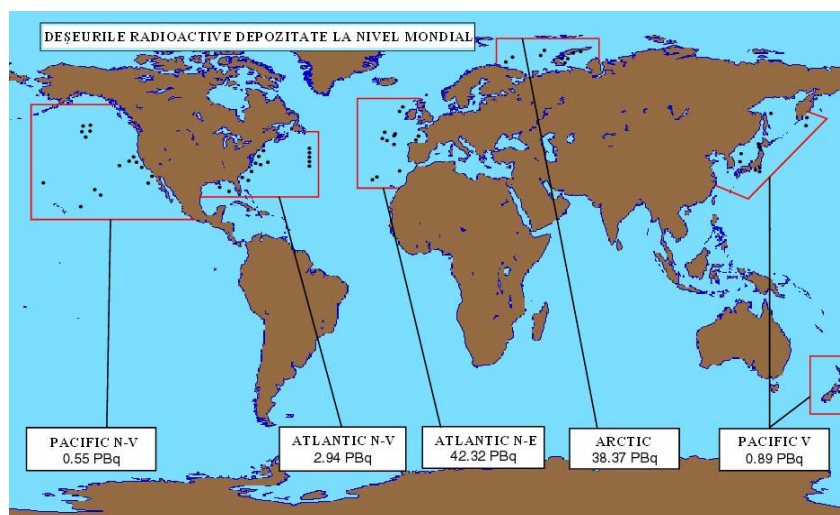 DEȘEURILE RADIOACTIVE DEPOZITATE LA NIVEL MONDIAL
PACIFIC N-V
0.55 PBq
ATLANTIC N-V
2.94 PBq
ATLANTIC N-E
42.32 PBq
ARCTIC
38.37 PBq
PACIFIC V
0.89 PBq